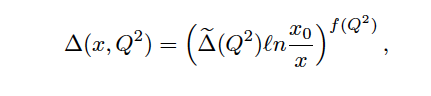 Δ(x, Q²) = (Δ̃(Q²)ℓn x₀/x)^{f(Q²)} ,